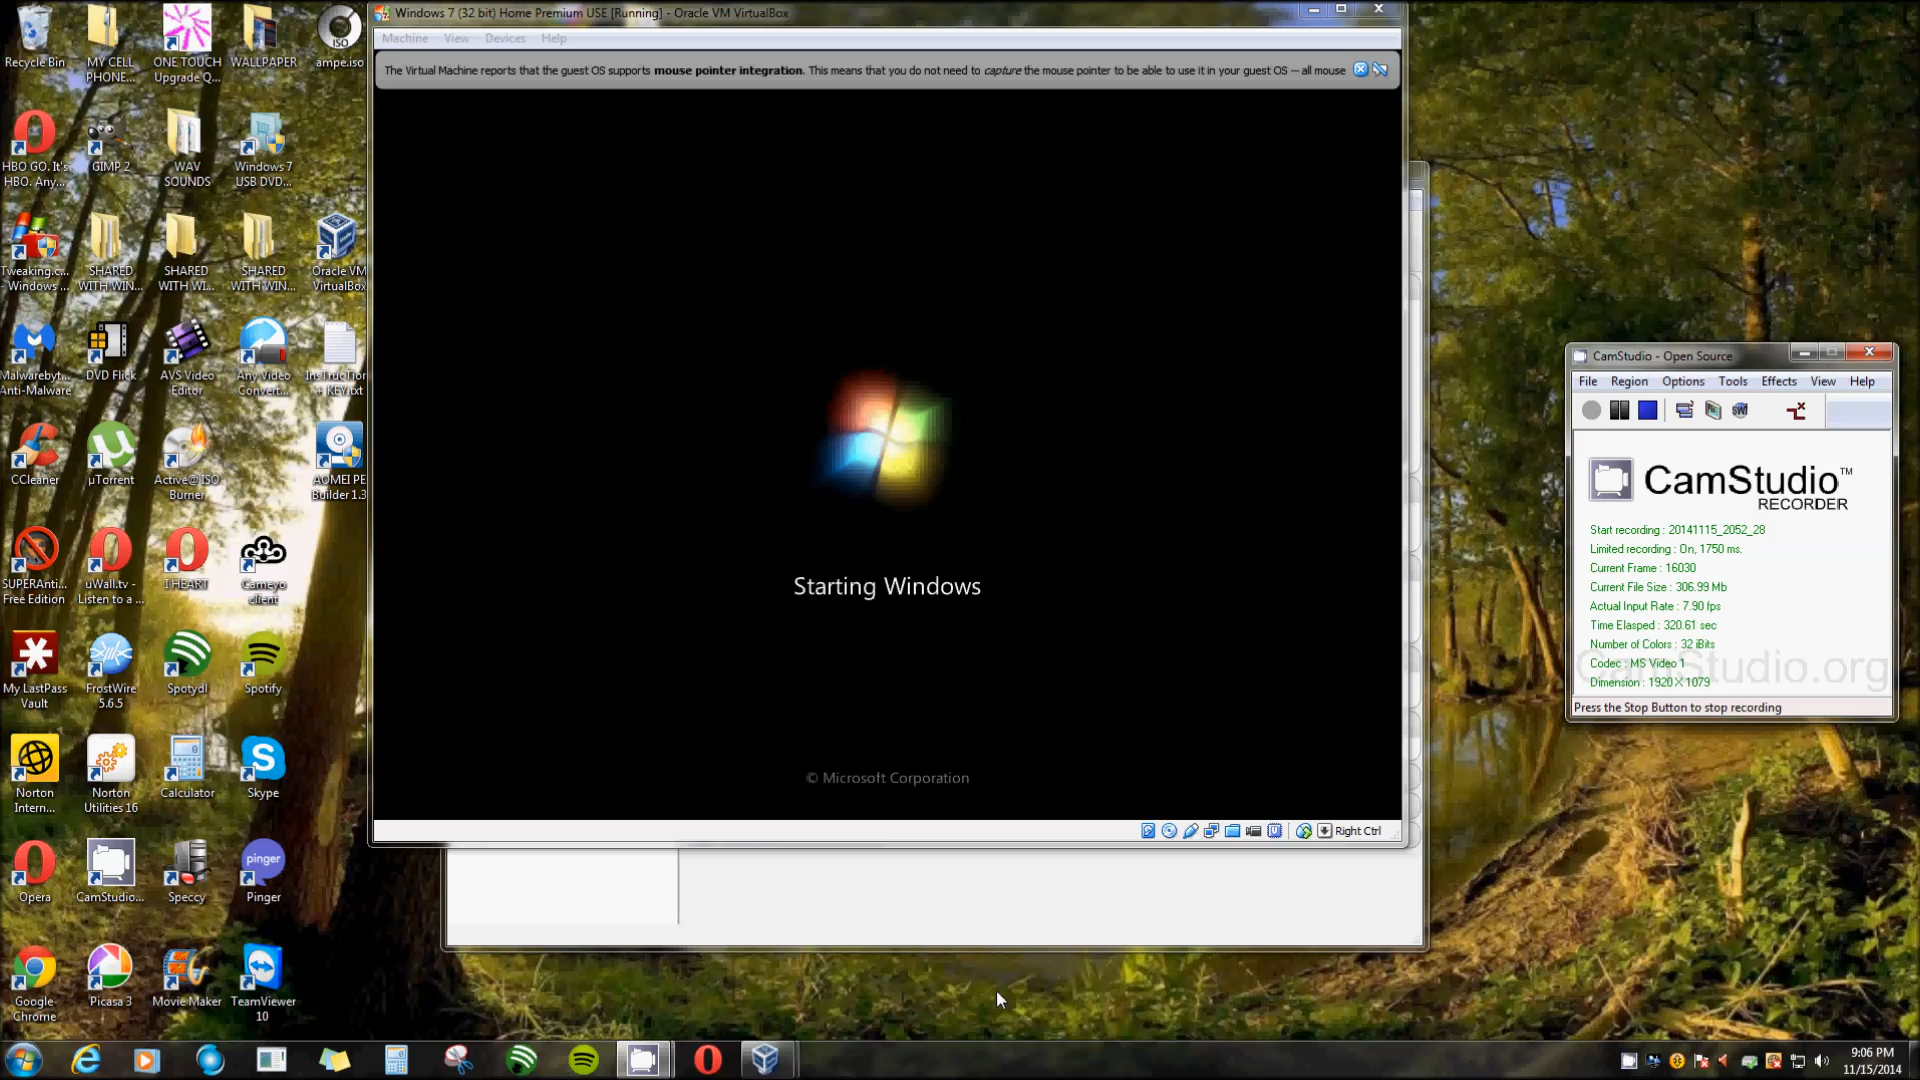 Recycle Bin
MY CELL
PHONE...
ONE TOUCH
Upgrade Q...
WALLPAPER
ISO
ampe.iso
HBO GO. It's
HBO. Any...
GIMP 2
WAV
SOUNDS
Windows 7
USB DVD...
Tweaking.c...
- Windows ...
SHARED
WITH WIN...
SHARED
WITH WI...
SHARED
WITH WIN...
Oracle VM
VirtualBox
Malwarebyt...
Anti-Malware
DVD Flick
AVS Video
Editor
Any Video
Convert...
InsTrucTion
+ KEY.txt
CCleaner
µTorrent
Active@ ISO
Burner
AOMEI PE
Builder 1.3
SUPERAnti...
Free Edition
uWall.tv -
Listen to a ...
I HEART
Cameyo
client
My LastPass
Vault
FrostWire
5.6.5
Spotydl
Spotify
Norton
Intern...
Norton
Utilities 16
Calculator
Skype
Opera
CamStudio...
Speccy
pinger
Pinger
Google
Chrome
Picasa 3
Movie Maker
TeamViewer
10
Windows 7 (32 bit) Home Premium USE [Running] - Oracle VM VirtualBox
Machine View Devices Help
The Virtual Machine reports that the guest OS supports mouse pointer integration. This means that you do not need to capture the mouse pointer to be able to use it in your guest OS — all mouse
Starting Windows
© Microsoft Corporation
Right Ctrl
CamStudio - Open Source
File Region Options Tools Effects View Help
CamStudio™
RECORDER
Start recording : 20141115_2052_28
Limited recording : On, 1750 ms.
Current Frame : 16030
Current File Size : 306.99 Mb
Actual Input Rate : 7.90 fps
Time Elasped : 320.61 sec
Number of Colors : 32 iBits
Codec : MS Video 1
Dimension : 1920X1079
CamStudio.org
Press the Stop Button to stop recording
9:06 PM
11/15/2014